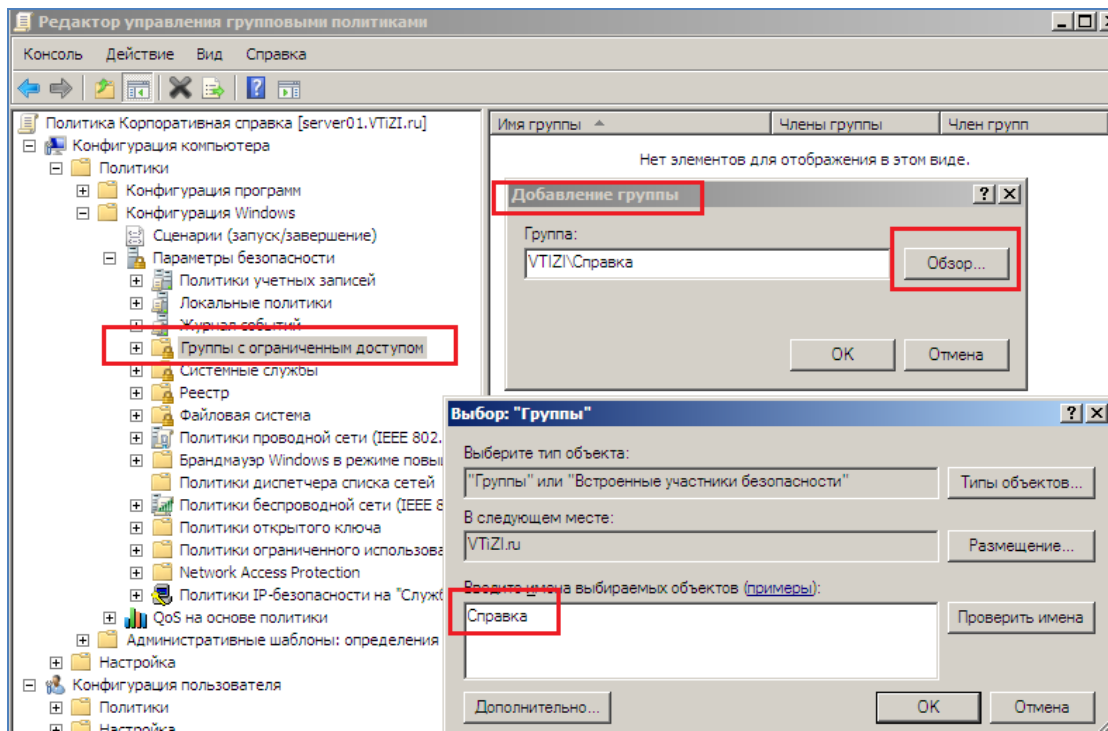 Редактор управления групповыми политиками
Консоль Действие Вид Справка
Политика Корпоративная справка [server01.VTiZI.ru]
Конфигурация компьютера
Политики
Конфигурация программ
Конфигурация Windows
Сценарии (запуск/завершение)
Параметры безопасности
Политики учетных записей
Локальные политики
Журнал событий
Группы с ограниченным доступом
Системные службы
Реестр
Файловая система
Политики проводной сети (IEEE 802.
Брандмауэр Windows в режиме повы
Политики диспетчера списка сетей
Политики беспроводной сети (IEEE 8
Политики открытого ключа
Политики ограниченного использова
Network Access Protection
Политики IP-безопасности на "Служб
QoS на основе политики
Административные шаблоны: определения
Настройка
Конфигурация пользователя
Политики
Настройка
Имя группы Члены группы Член групп
Нет элементов для отображения в этом виде.
Добавление группы
Группа:
VTIZI\Справка
Обзор...
OK Отмена
Выбор: "Группы"
Выберите тип объекта:
"Группы" или "Встроенные участники безопасности"
Типы объектов...
В следующем месте:
VTiZI.ru
Размещение...
Введите имена выбираемых объектов (примеры):
Справка
Проверить имена
Дополнительно...
OK Отмена